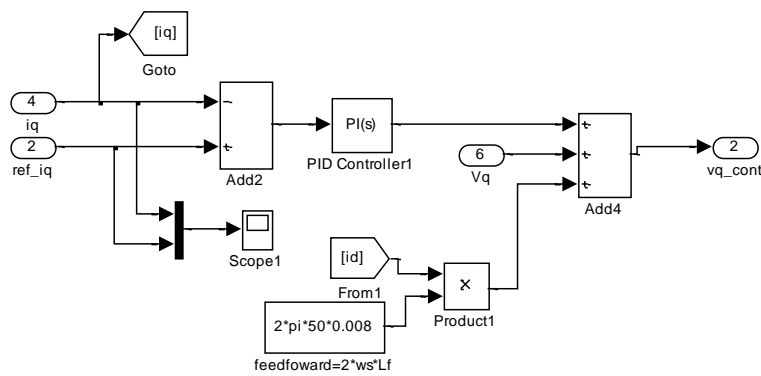 [iq]
Goto
4
iq
2
ref_iq
-
+
Add2
PI(s)
PID Controller1
6
Vq
+
+
+
Add4
2
vq_cont
Scope1
[id]
From1
×
Product1
2*pi*50*0.008
feedfoward=2*ws*Lf